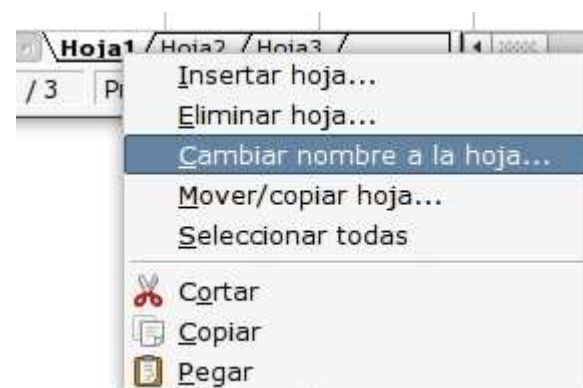 Hoja1 / Hoja2 / Hoja3 /
/ 3
Insertar hoja...
Eliminar hoja...
Cambiar nombre a la hoja...
Mover/copiar hoja...
Seleccionar todas
Cortar
Copiar
Pegar